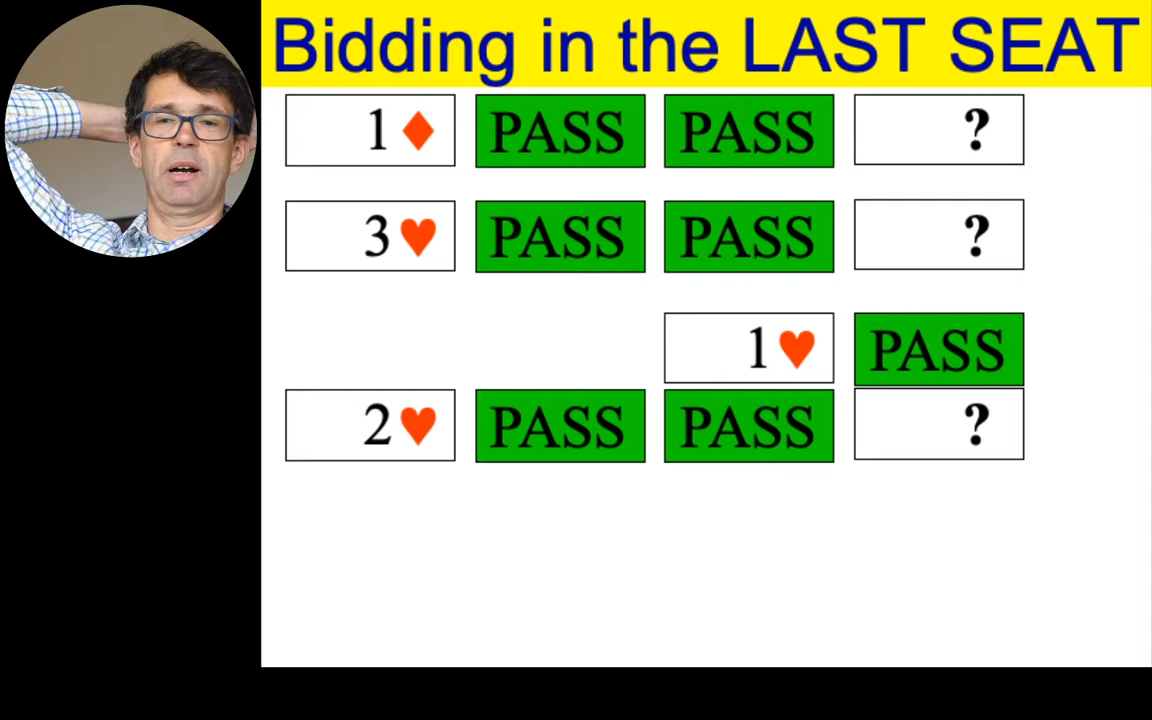 Bidding in the LAST SEAT
1♦ PASS PASS ?
3♥ PASS PASS ?
1♥ PASS
2♥ PASS PASS ?